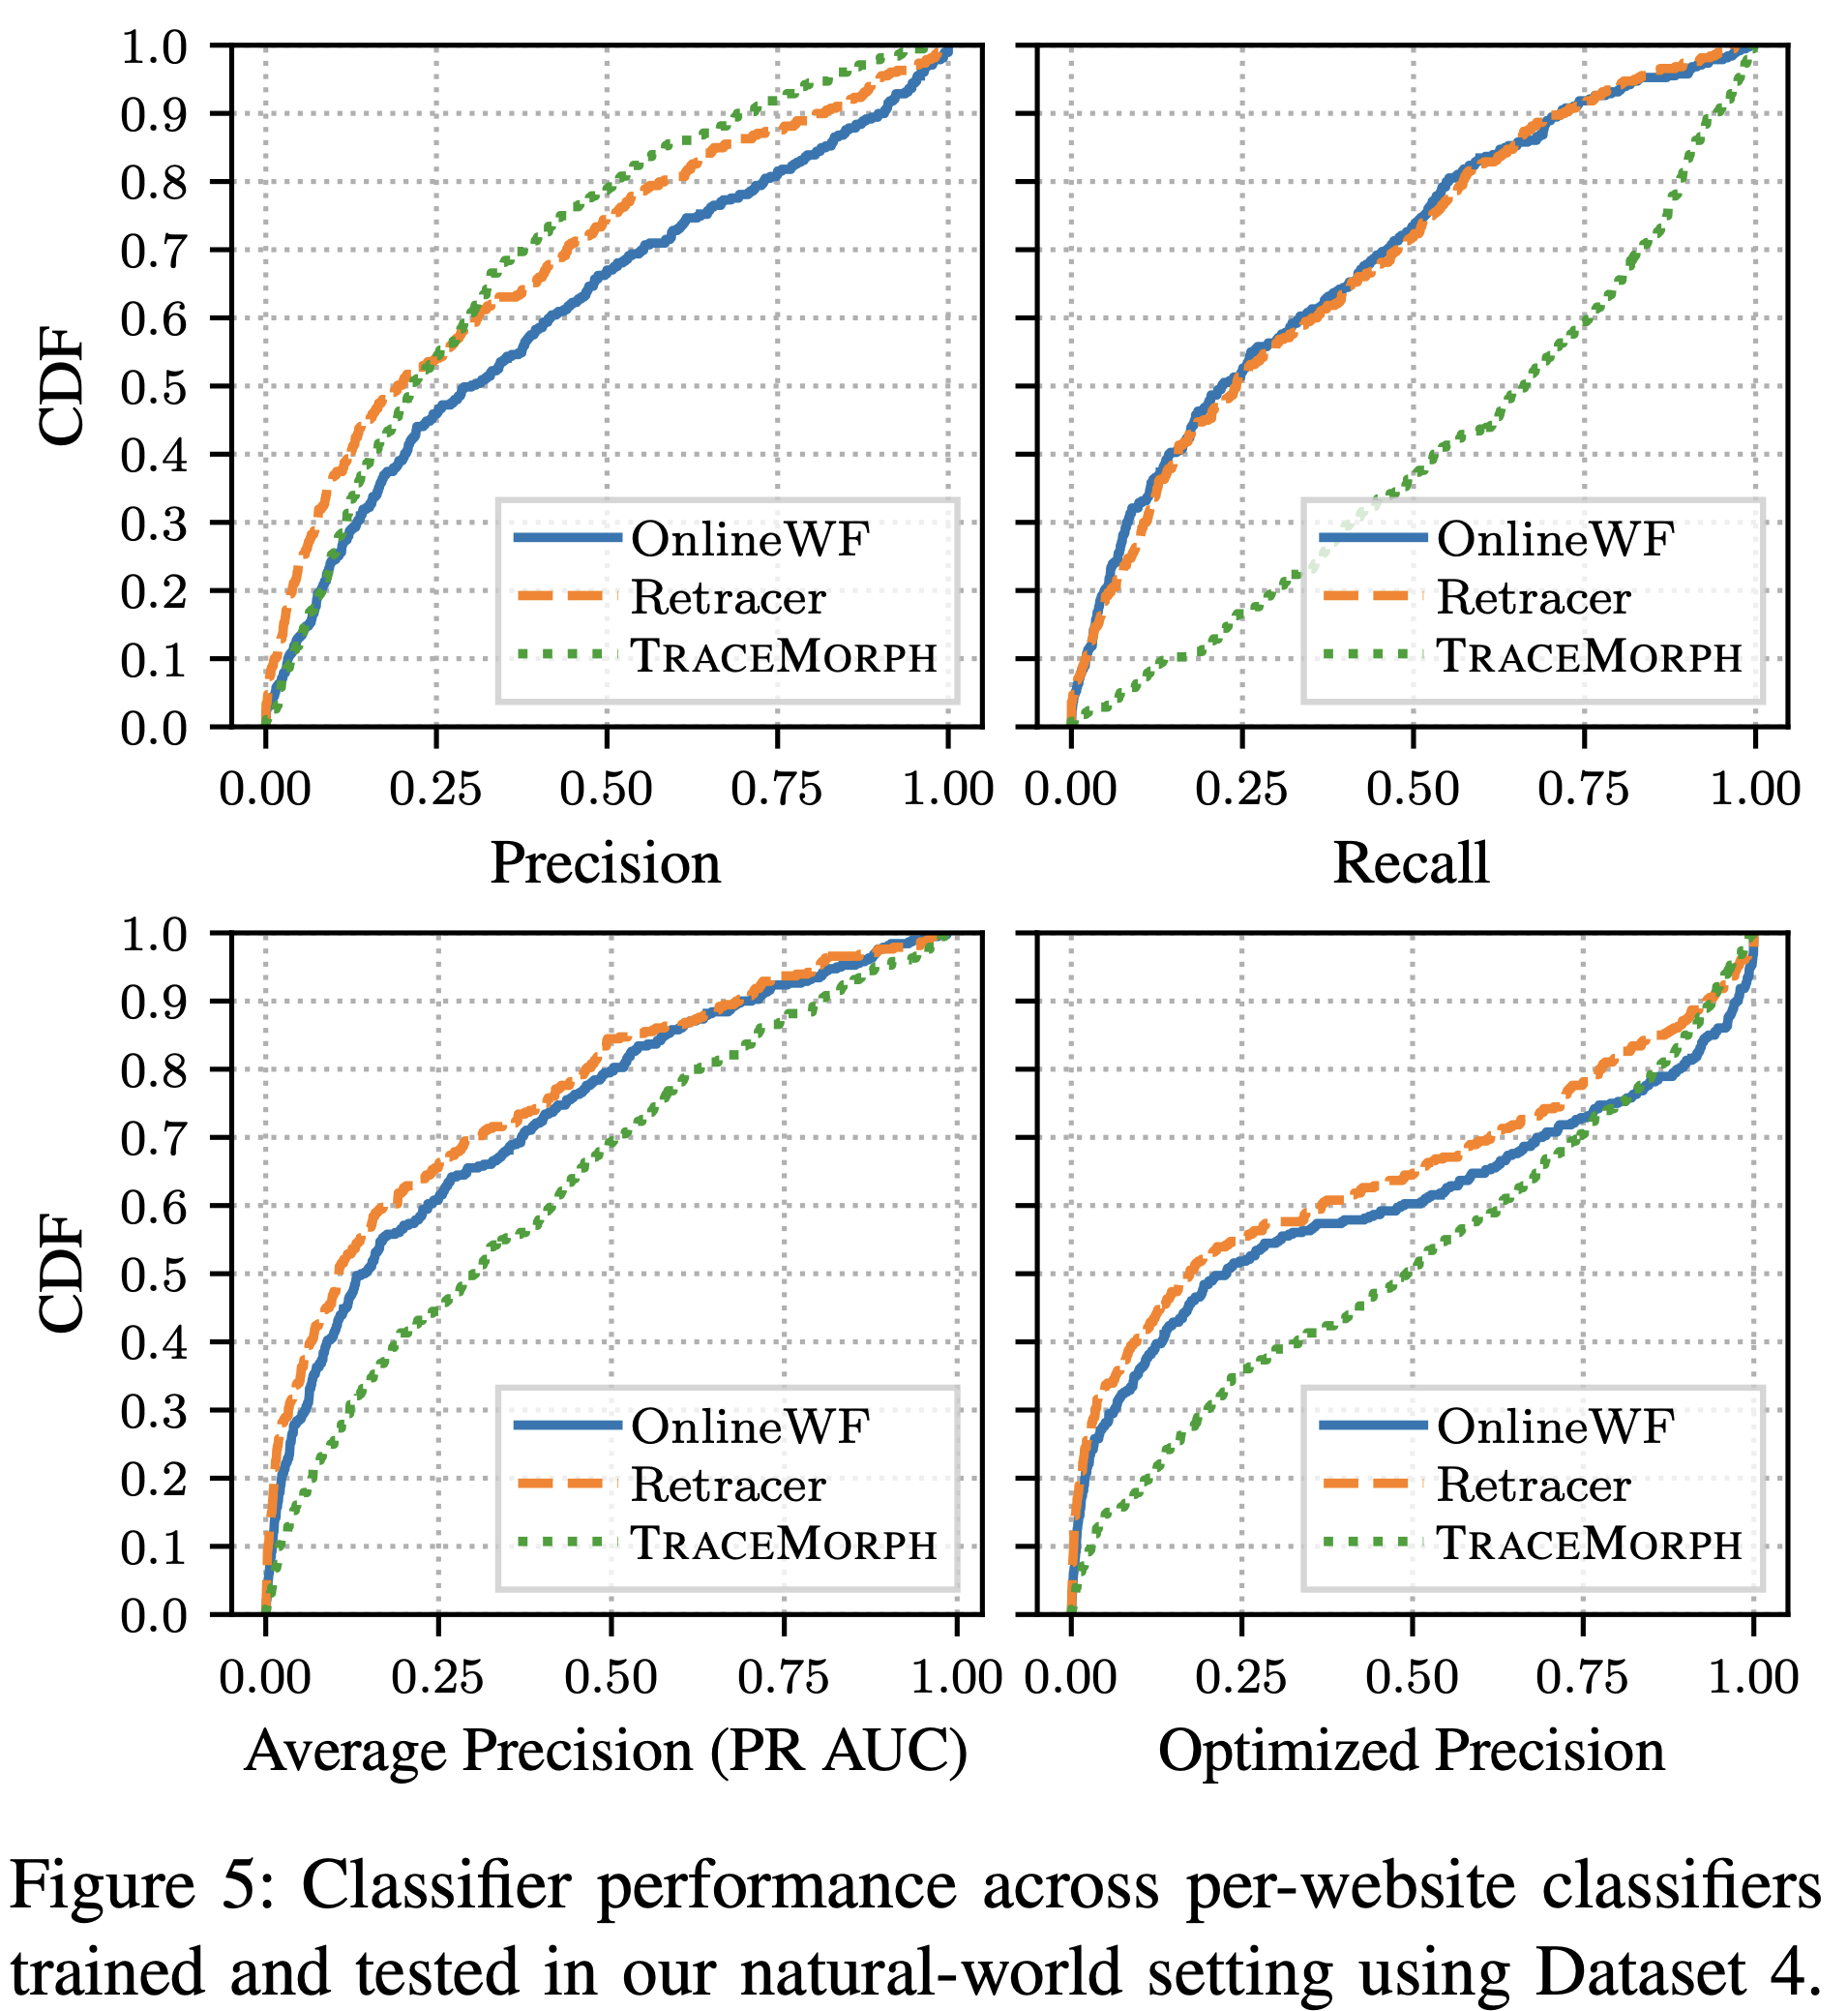 1.0
0.9
0.8
0.7
0.6
0.5
0.4
0.3
0.2
0.1
0.0
CDF
OnlineWF
Retracer
TRACEMORPH
0.00 0.25 0.50 0.75 1.00
Precision
OnlineWF
Retracer
TRACEMORPH
0.00 0.25 0.50 0.75 1.00
Recall
1.0
0.9
0.8
0.7
0.6
0.5
0.4
0.3
0.2
0.1
0.0
CDF
OnlineWF
Retracer
TRACEMORPH
0.00 0.25 0.50 0.75 1.00
Average Precision (PR AUC)
OnlineWF
Retracer
TRACEMORPH
0.00 0.25 0.50 0.75 1.00
Optimized Precision
Figure 5: Classifier performance across per-website classifiers
trained and tested in our natural-world setting using Dataset 4.